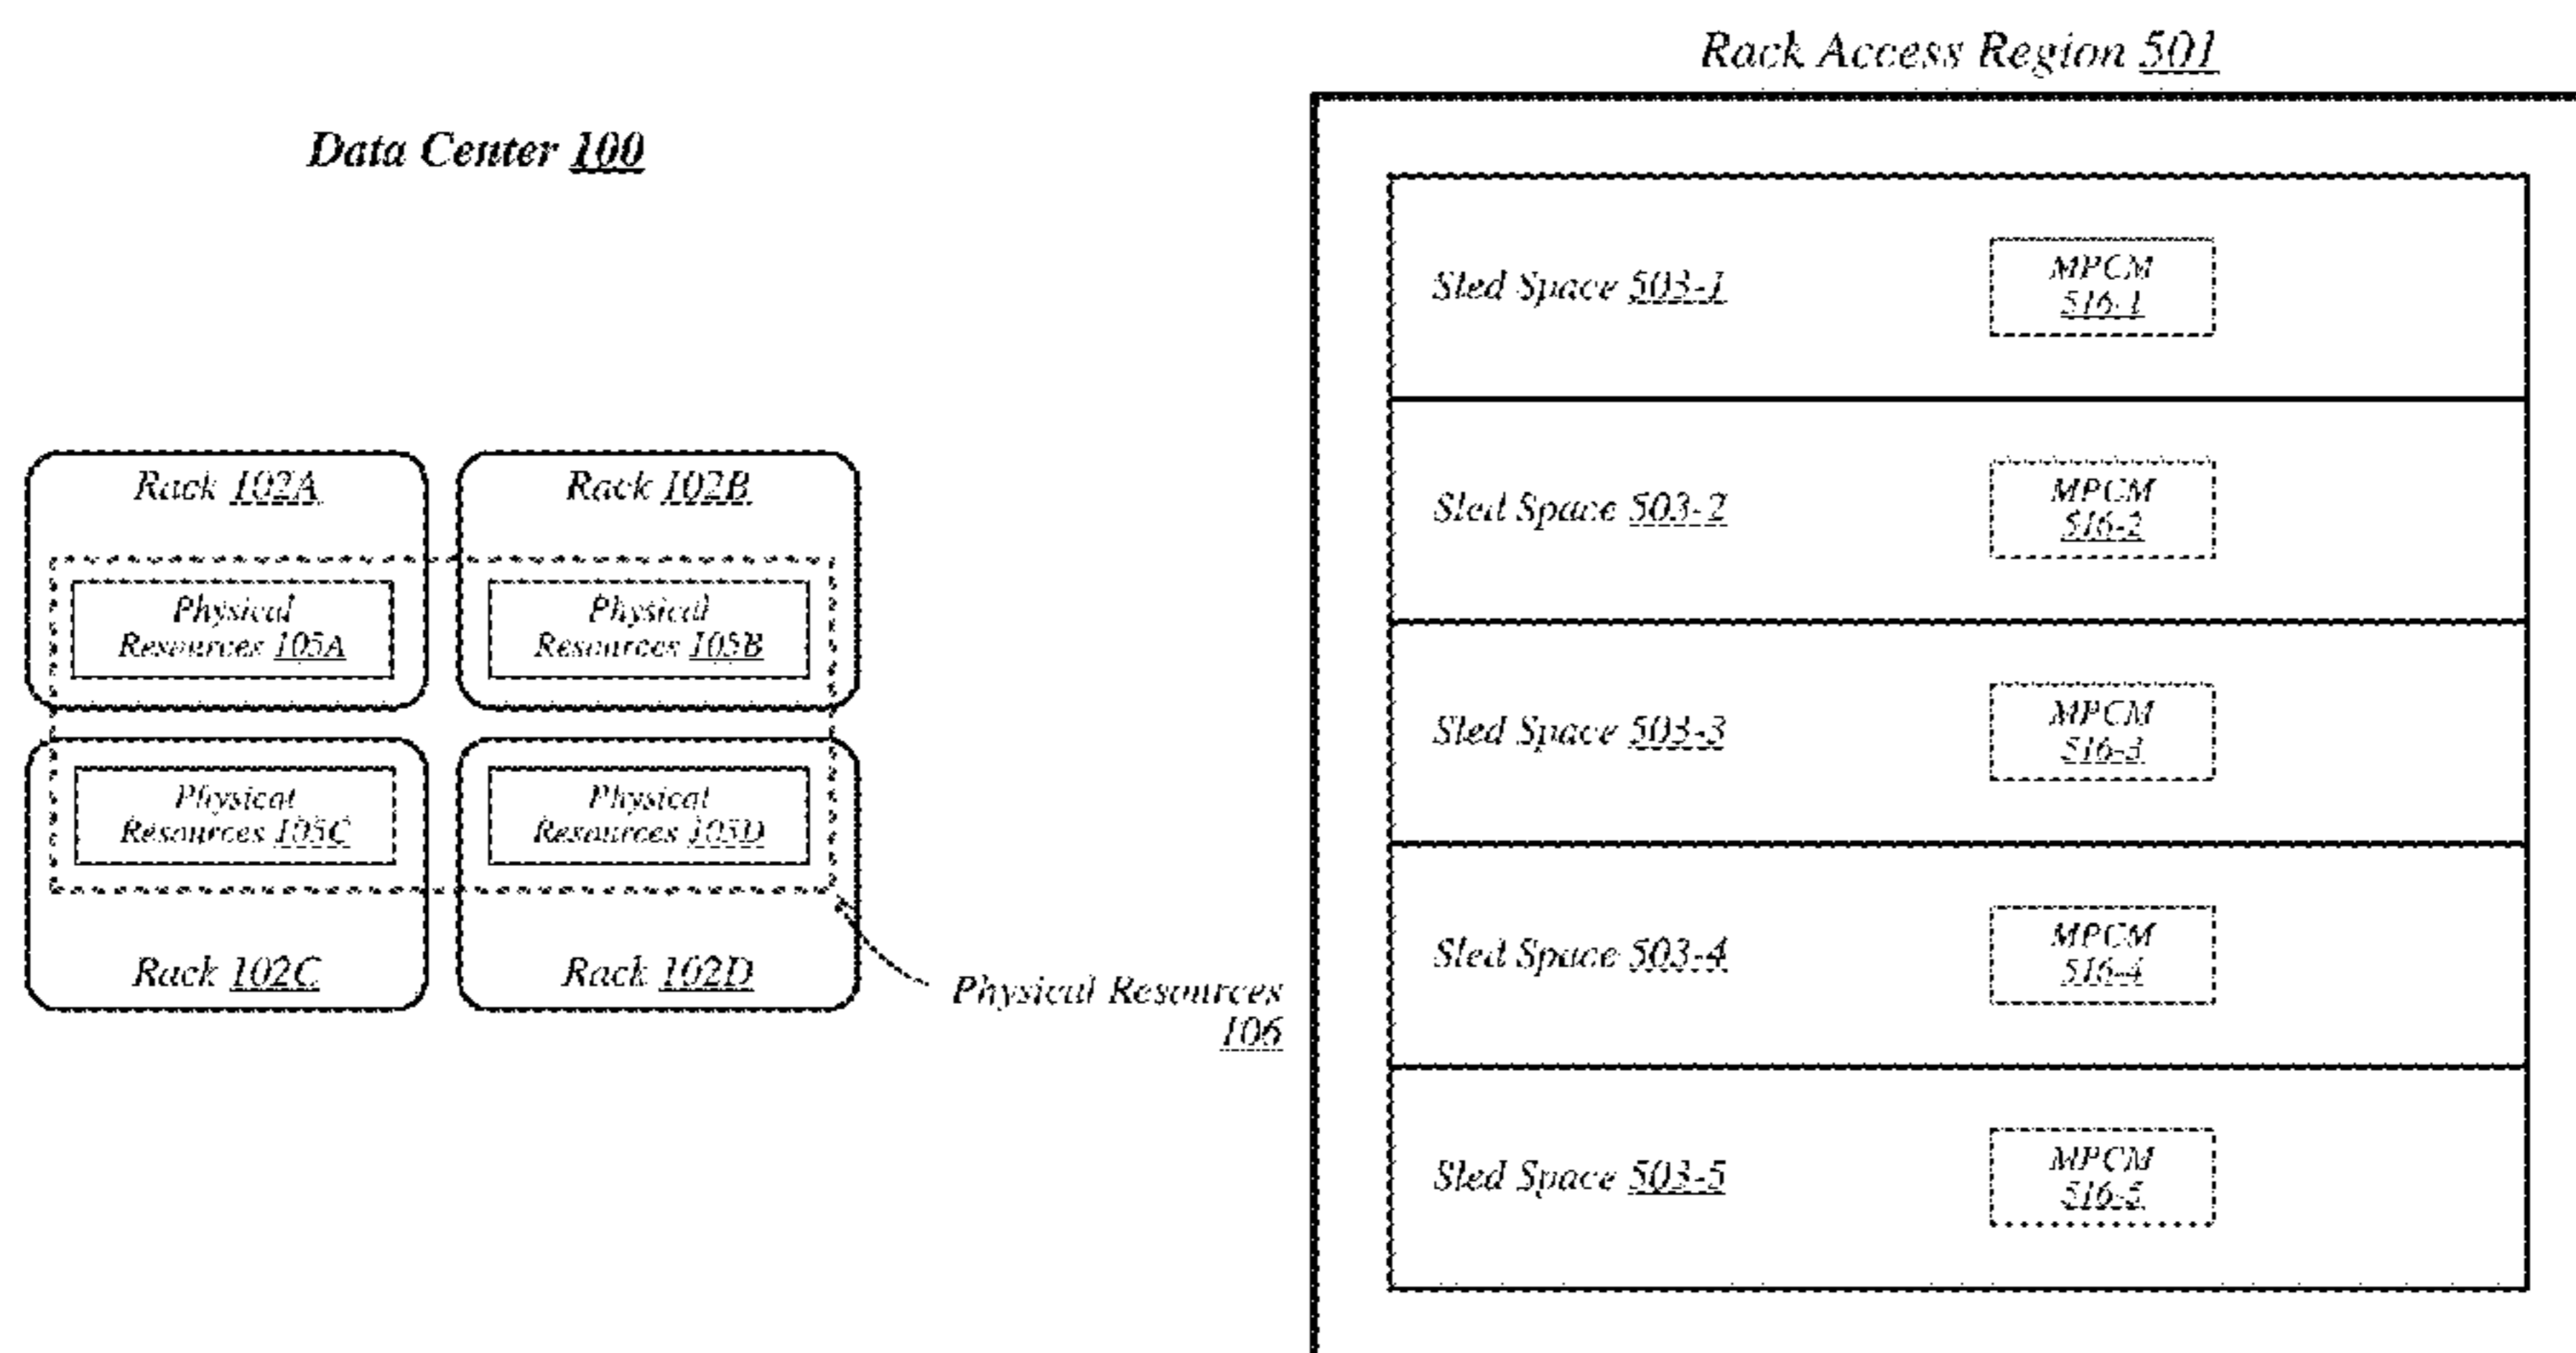 Data Center 100
Rack 102A
Rack 102B
Physical
Resources 105A
Physical
Resources 105B
Physical
Resources 105C
Physical
Resources 105D
Rack 102C
Rack 102D
Physical Resources
106
Rack Access Region 501
Sled Space 503-1
MPCM
516-1
Sled Space 503-2
MPCM
516-2
Sled Space 503-3
MPCM
516-3
Sled Space 503-4
MPCM
516-4
Sled Space 503-5
MPCM
516-5